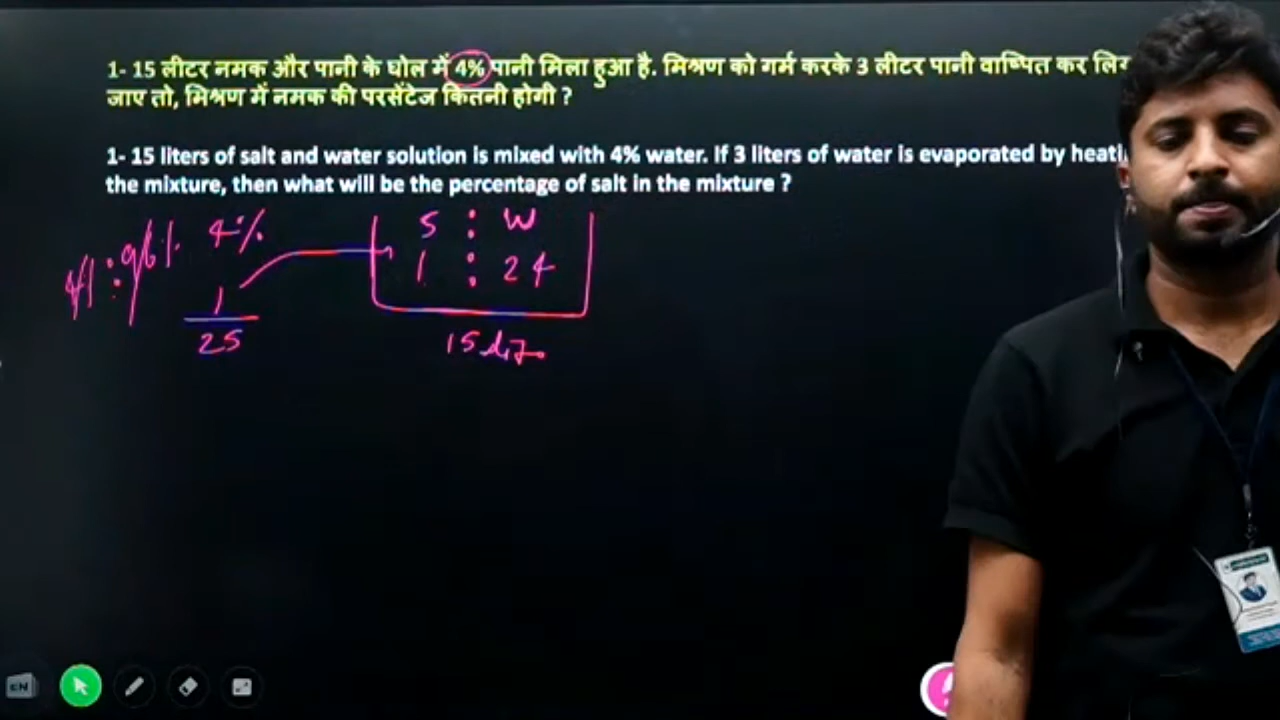 1- 15 लीटर नमक और पानी के घोल में 4% पानी मिला हुआ है. मिश्रण को गर्म करके 3 लीटर पानी वाष्पित कर
जाए तो, मिश्रण में नमक की परसेंटेज कितनी होगी ?
1- 15 liters of salt and water solution is mixed with 4% water. If 3 liters of water is evaporated by
the mixture, then what will be the percentage of salt in the mixture ?
4% S : W
96%
1 : 24
1
25
15
EN